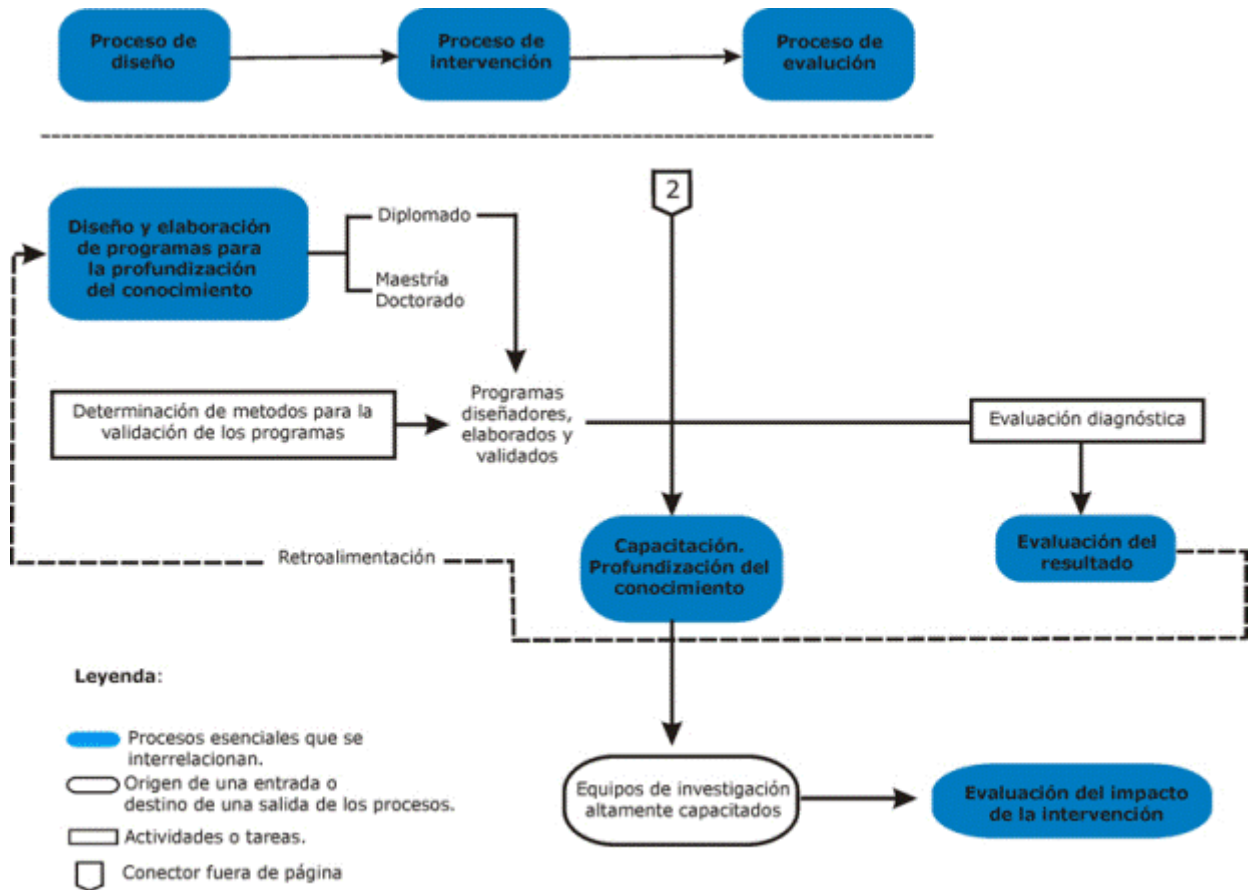 Proceso de
diseño
Proceso de
intervención
Proceso de
evalución
2
Diseño y elaboración
de programas para
la profundización
del conocimiento
Diplomado
Maestría
Doctorado
Determinación de metodos para la
validación de los programas
Programas
diseñadores,
elaborados y
validados
Evaluación diagnóstica
Retroalimentación
Capacitación.
Profundización del
conocimiento
Evaluación del
resultado
Leyenda:
Procesos esenciales que se
interrelacionan.
Origen de una entrada o
destino de una salida de los procesos.
Actividades o tareas.
Conector fuera de página
Equipos de investigación
altamente capacitados
Evaluación del impacto
de la intervención